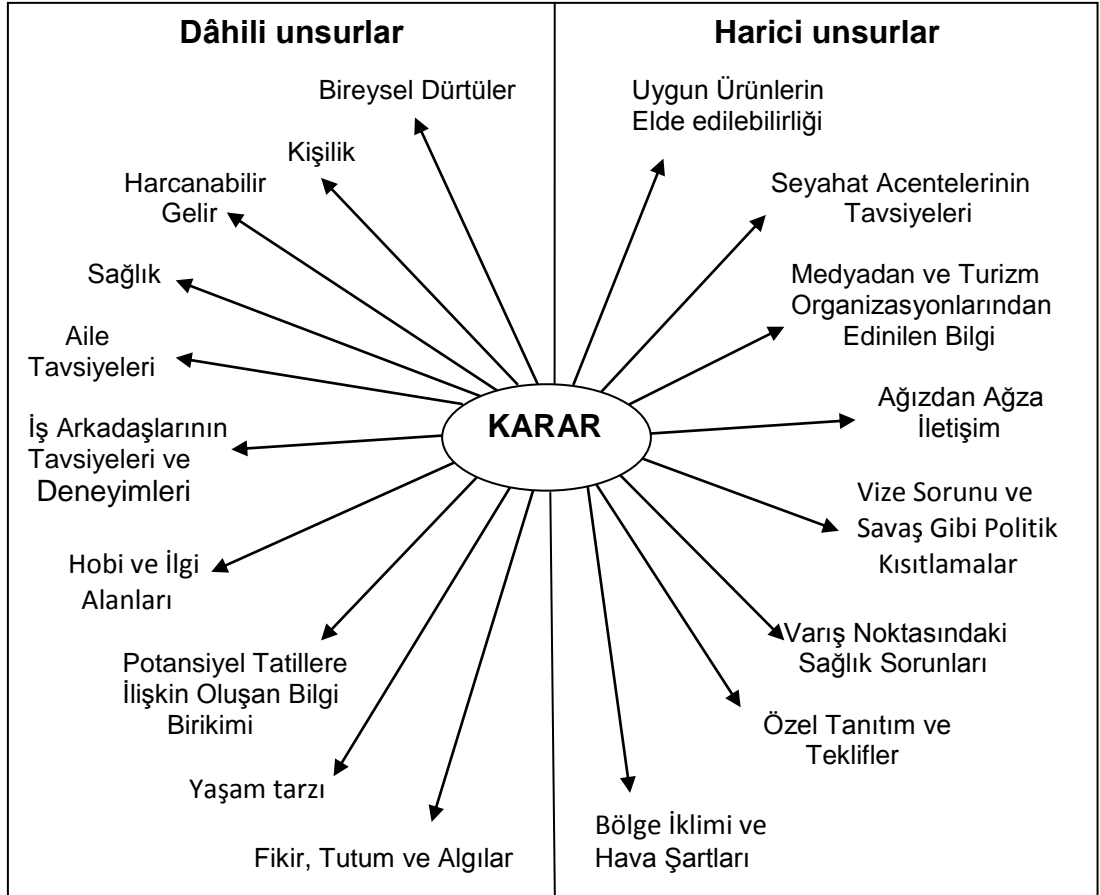 Dâhili unsurlar
Bireysel Dürtüler
Kişilik
Harcanabilir
Gelir
Sağlık
Aile
Tavsiyeleri
İş Arkadaşlarının
Tavsiyeleri ve
Deneyimleri
Hobi ve İlgi
Alanları
Potansiyel Tatillere
İlişkin Oluşan Bilgi
Birikimi
Yaşam tarzı
Fikir, Tutum ve Algılar
KARAR
Harici unsurlar
Uygun Ürünlerin
Elde edilebilirliği
Seyahat Acentelerinin
Tavsiyeleri
Medyadan ve Turizm
Organizasyonlarından
Edinilen Bilgi
Ağızdan Ağza
İletişim
Vize Sorunu ve
Savaş Gibi Politik
Kısıtlamalar
Varış Noktasındaki
Sağlık Sorunları
Özel Tanıtım ve
Teklifler
Bölge İklimi ve
Hava Şartları